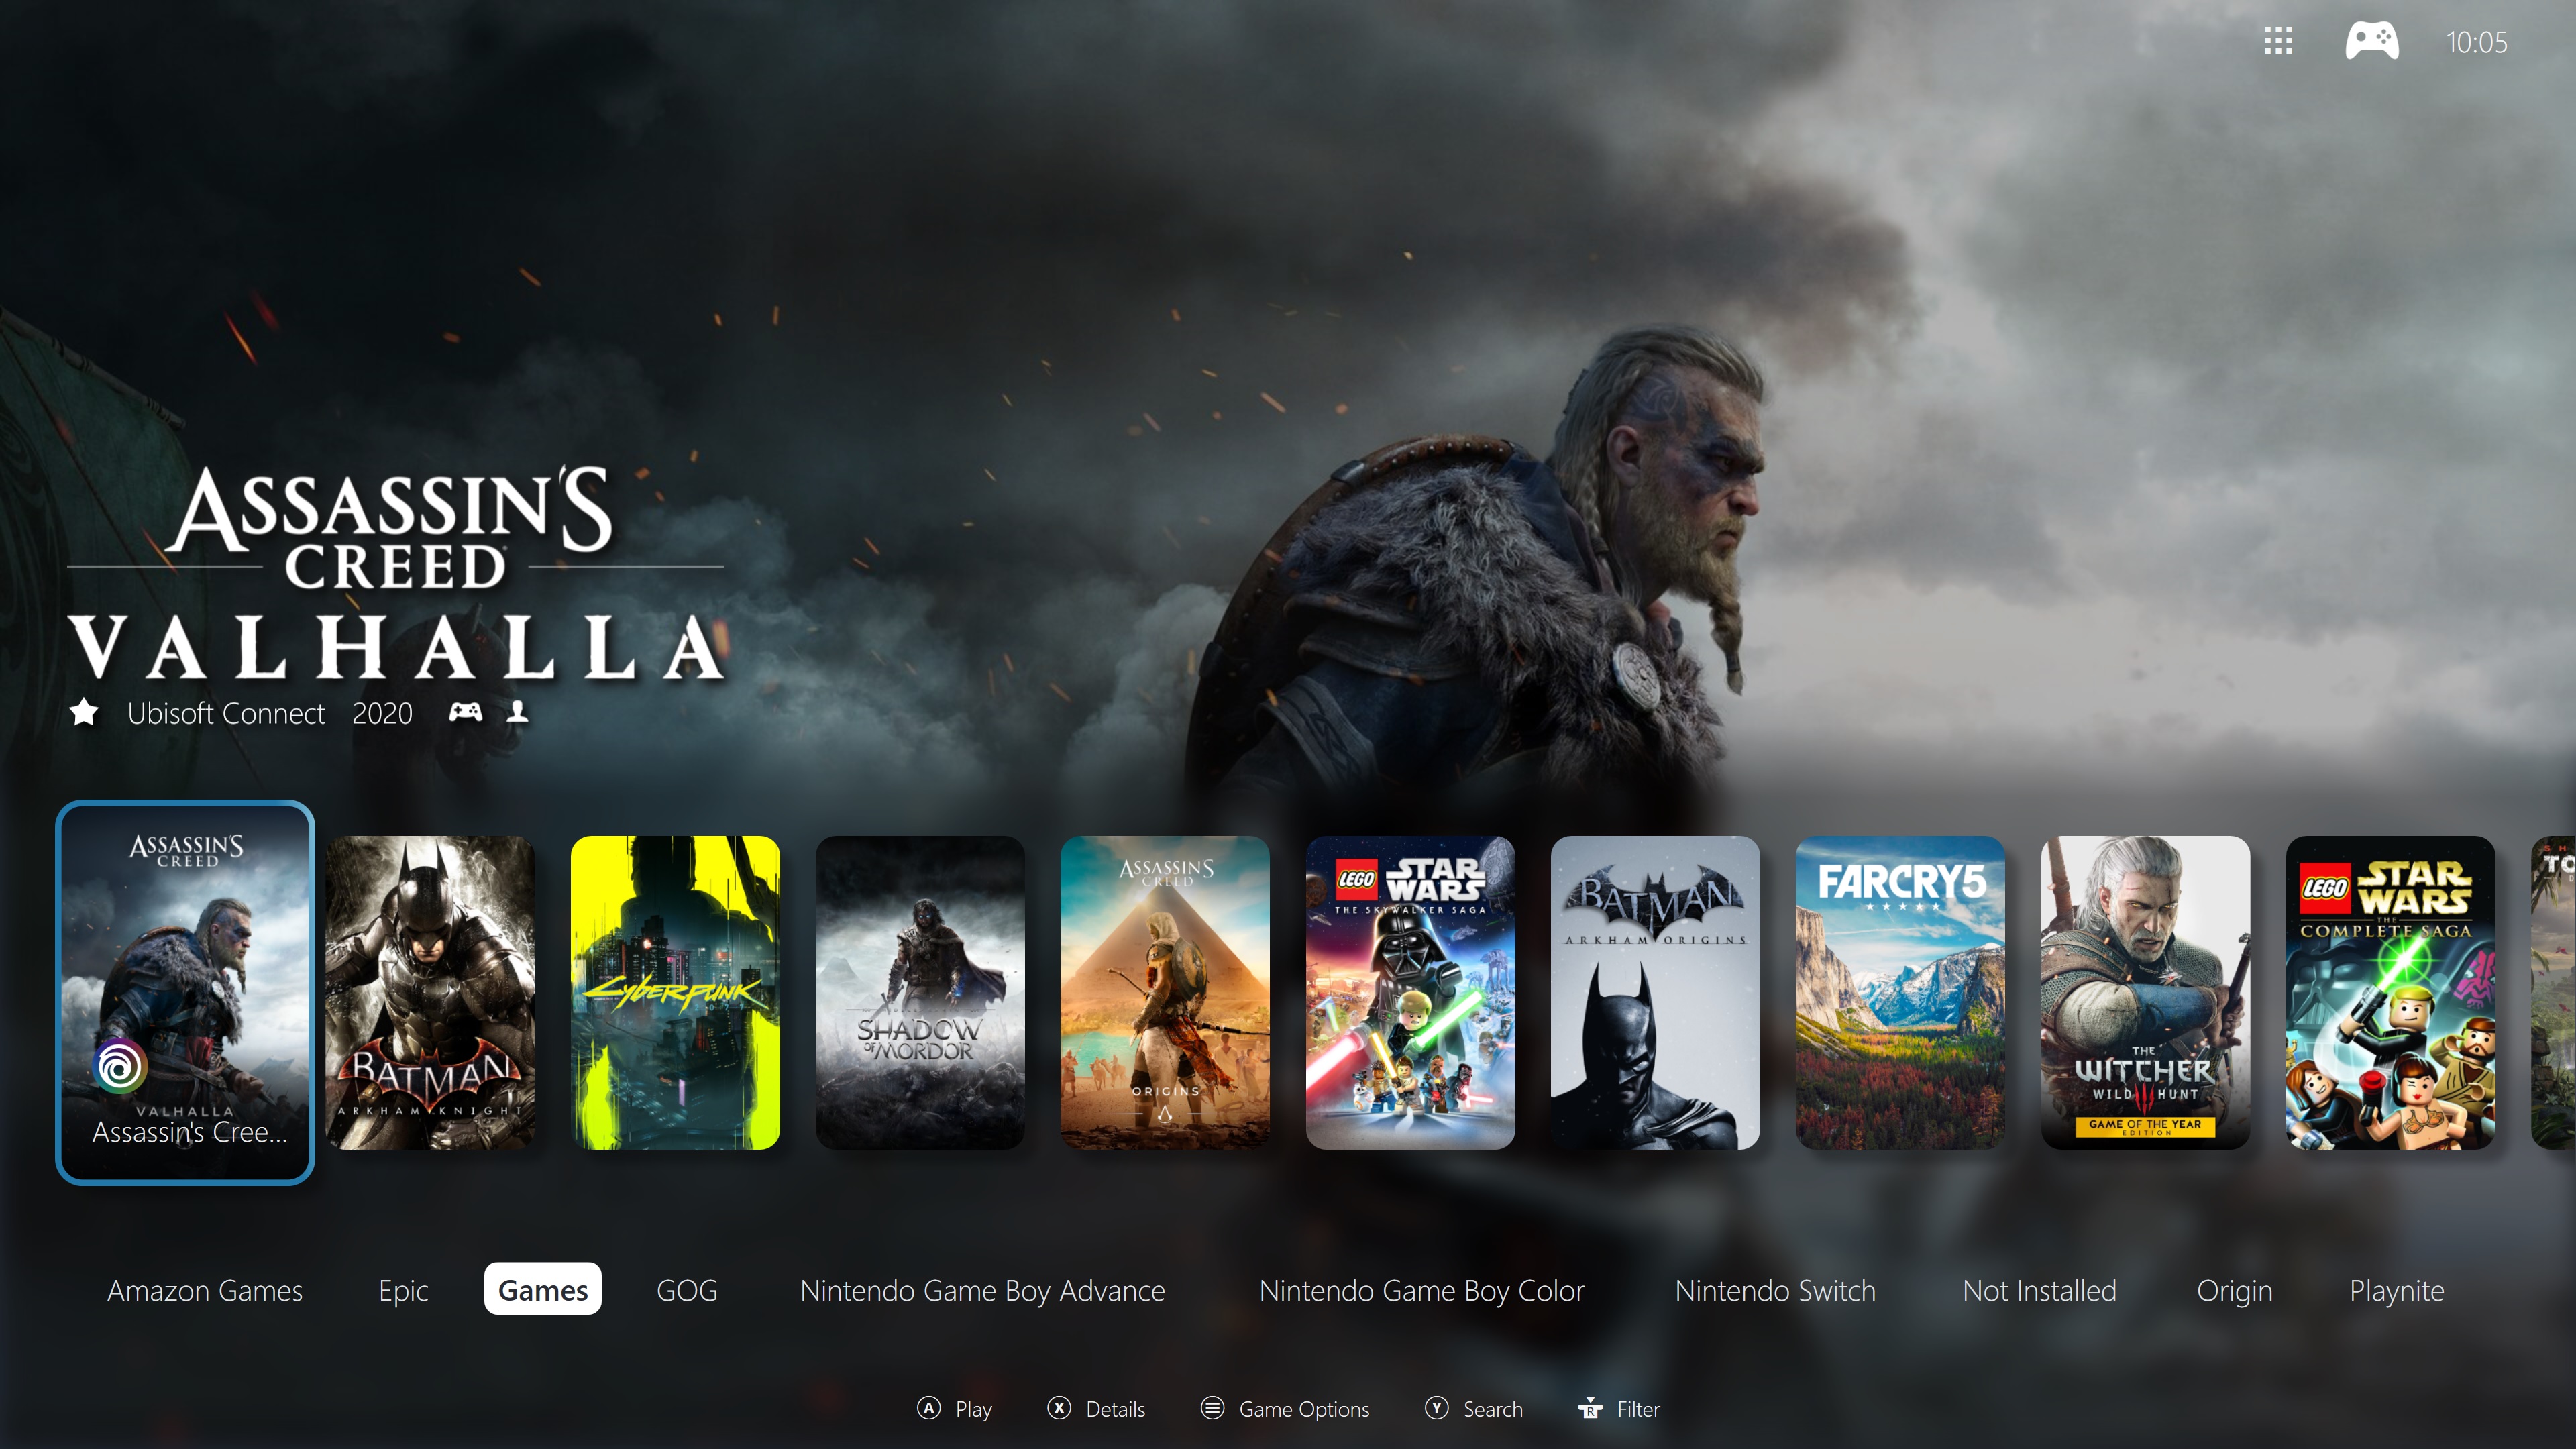 10:05
ASSASSIN'S
CREED
VALHALLA
Ubisoft Connect 2020
ASSASSIN'S
CREED
VALHALLA
Assassin's Cree...
BATMAN
ARKHAM KNIGHT
CYBERPUNK
SHADOW
OF MORDOR
ASSASSIN'S
CREED
ORIGINS
LEGO STAR
WARS
THE SKYWALKER SAGA
BATMAN
ARKHAM ORIGINS
FARCRY5
THE
WITCHER
WILD HUNT
GAME OF THE YEAR
EDITION
LEGO STAR
WARS
THE
COMPLETE SAGA
Amazon Games Epic Games GOG Nintendo Game Boy Advance Nintendo Game Boy Color Nintendo Switch Not Installed Origin Playnite
A Play X Details Game Options Y Search R Filter